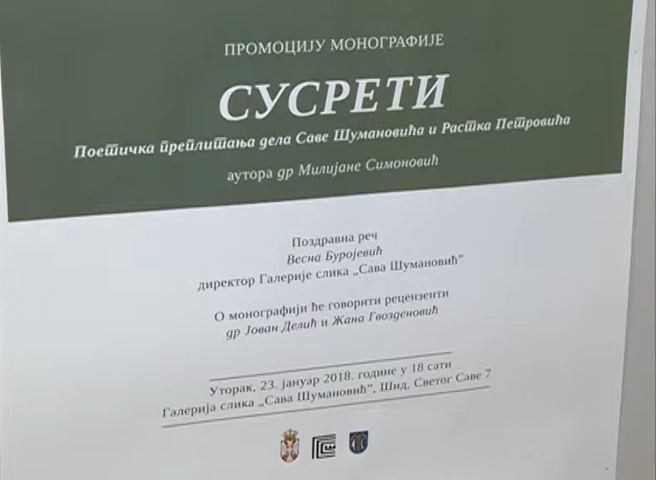 ПРОМОЦИЈУ МОНОГРАФИЈЕ
СУСРЕТИ
Поетичка преплитања дела Саве Шумановића и Растка Петровића
аутора др Милијане Симоновић
Поздравна реч
Весна Буројевић
директор Галерије слика „Сава Шумановић”
О монографији ће говорити рецензенти
др Јован Делић и Жана Гвозденовић
Уторак, 23. јануар 2018. године у 18 сати
Галерија слика „Сава Шумановић”, Шид, Светог Саве 7